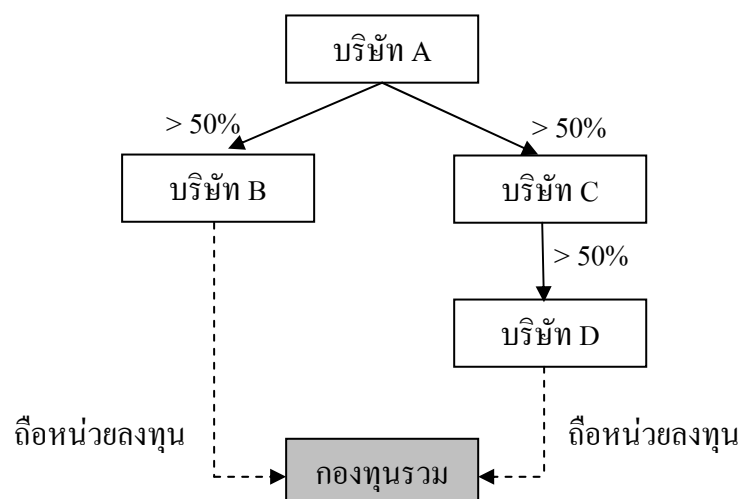 บริษัท A
> 50%
> 50%
บริษัท B
บริษัท C
> 50%
บริษัท D
ถือหน่วยลงทุน
ถือหน่วยลงทุน
กองทุนรวม